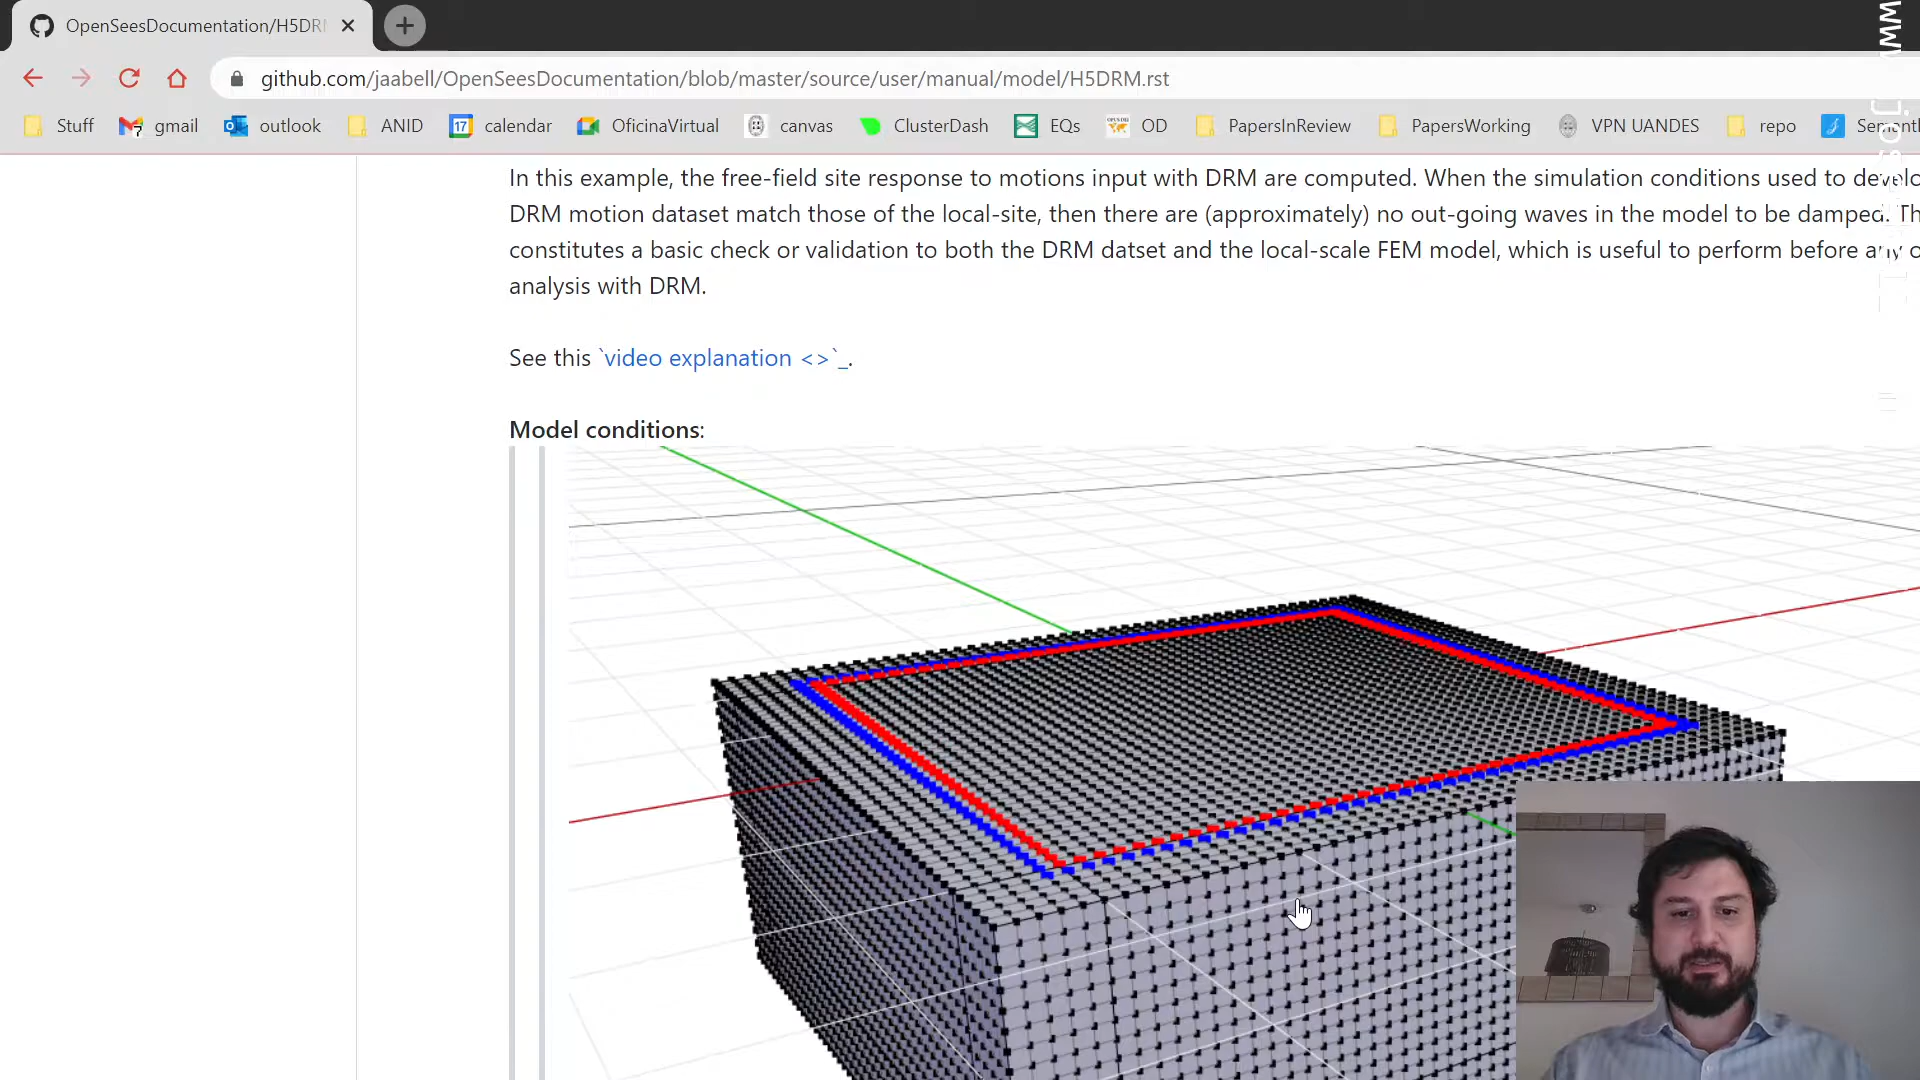 OpenSeesDocumentation/H5DR
github.com/jaabell/OpenSeesDocumentation/blob/master/source/user/manual/model/H5DRM.rst
Stuff gmail outlook ANID 17 calendar OficinaVirtual canvas ClusterDash EQs OD PapersInReview PapersWorking VPN UANDES repo
In this example, the free-field site response to motions input with DRM are computed. When the simulation conditions used to
DRM motion dataset match those of the local-site, then there are (approximately) no out-going waves in the model to be damped.
constitutes a basic check or validation to both the DRM datset and the local-scale FEM model, which is useful to perform before any
analysis with DRM.
See this `video explanation <>`_.
Model conditions: